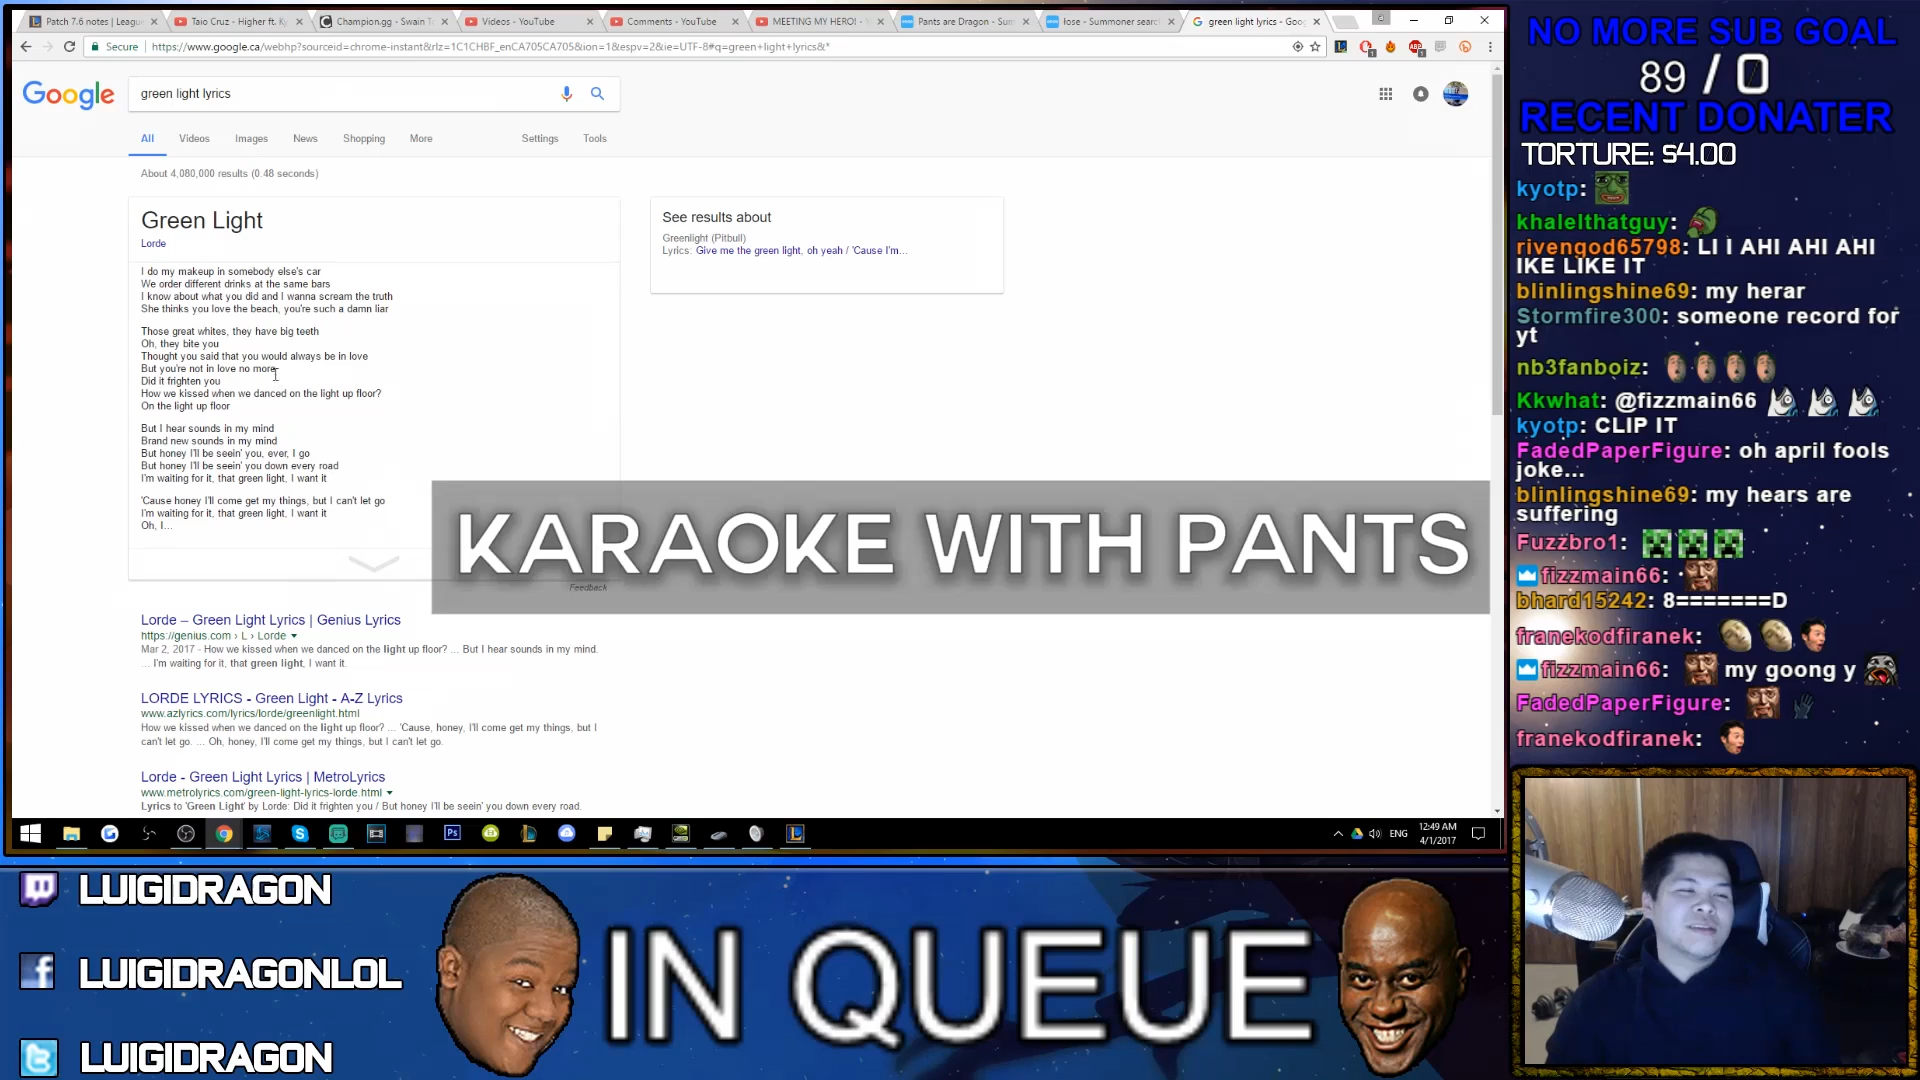 Patch 7.6 notes | Leagu
Taio Cruz - Higher ft. Ky
Champion.gg - Swain T
Videos - YouTube
Comments - YouTube
MEETING MY HERO! -
Pants are Dragon - Sum
lose - Summoner searc
green light lyrics - Goog
Secure
https://www.google.ca/webhp?sourceid=chrome-instant&rlz=1C1CHBF_enCA705CA705&ion=1&espv=2&ie=UTF-8#q=green+light+lyrics&*
Google
green light lyrics
All Videos Images News Shopping More Settings Tools
About 4,080,000 results (0.48 seconds)
Green Light
Lorde
I do my makeup in somebody else's car
We order different drinks at the same bars
I know about what you did and I wanna scream the truth
She thinks you love the beach, you're such a damn liar
Those great whites, they have big teeth
Oh, they bite you
Thought you said that you would always be in love
But you're not in love no more
Did it frighten you
How we kissed when we danced on the light up floor?
On the light up floor
But I hear sounds in my mind
Brand new sounds in my mind
But honey I'll be seein' you, ever, I go
But honey I'll be seein' you down every road
I'm waiting for it, that green light, I want it
'Cause honey I'll come get my things, but I can't let go
I'm waiting for it, that green light, I want it
Oh, I...
Feedback
See results about
Greenlight (Pitbull)
Lyrics: Give me the green light, oh yeah / 'Cause I'm...
KARAOKE WITH PANTS
Lorde – Green Light Lyrics | Genius Lyrics
https://genius.com › L › Lorde
Mar 2, 2017 - How we kissed when we danced on the light up floor? ... But I hear sounds in my mind.
... I'm waiting for it, that green light, I want it.
LORDE LYRICS - Green Light - A-Z Lyrics
www.azlyrics.com/lyrics/lorde/greenlight.html
How we kissed when we danced on the light up floor? ... 'Cause, honey, I'll come get my things, but I
can't let go. ... Oh, honey, I'll come get my things, but I can't let go.
Lorde - Green Light Lyrics | MetroLyrics
www.metrolyrics.com/green-light-lyrics-lorde.html
Lyrics to 'Green Light' by Lorde: Did it frighten you / But honey I'll be seein' you down every road.
ENG
12:49 AM
4/1/2017
NO MORE SUB GOAL
89 / 0
RECENT DONATER
TORTURE: $4.00
kyotp:
khalelthatguy:
rivengod65798: LI I AHI AHI AHI
IKE LIKE IT
blinlingshine69: my herar
Stormfire300: someone record for
yt
nb3fanboiz:
Kkwhat: @fizzmain66
kyotp: CLIP IT
FadedPaperFigure: oh april fools
joke...
blinlingshine69: my hears are
suffering
Fuzzbro1:
fizzmain66:
bhard15242: 8=======D
franekodfiranek:
fizzmain66: my goong y
FadedPaperFigure:
franekodfiranek:
LUIGIDRAGON
LUIGIDRAGONLOL
LUIGIDRAGON
IN QUEUE